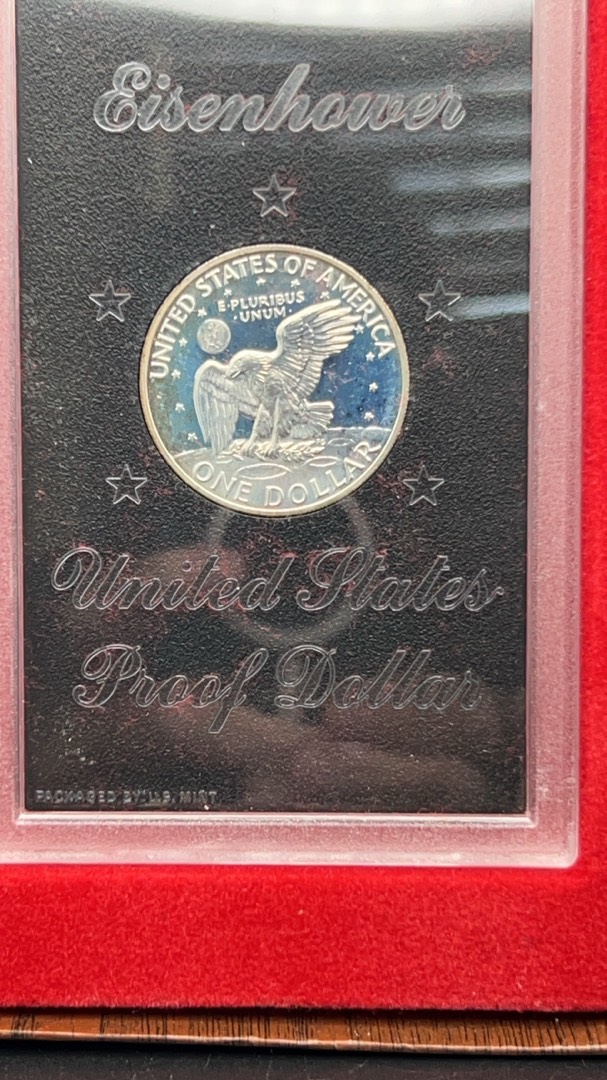 Eisenhower
UNITED STATES OF AMERICA
E·PLURIBUS
·UNUM·
ONE DOLLAR
United States
Proof Dollar
PACKAGED BY U.S. MINT